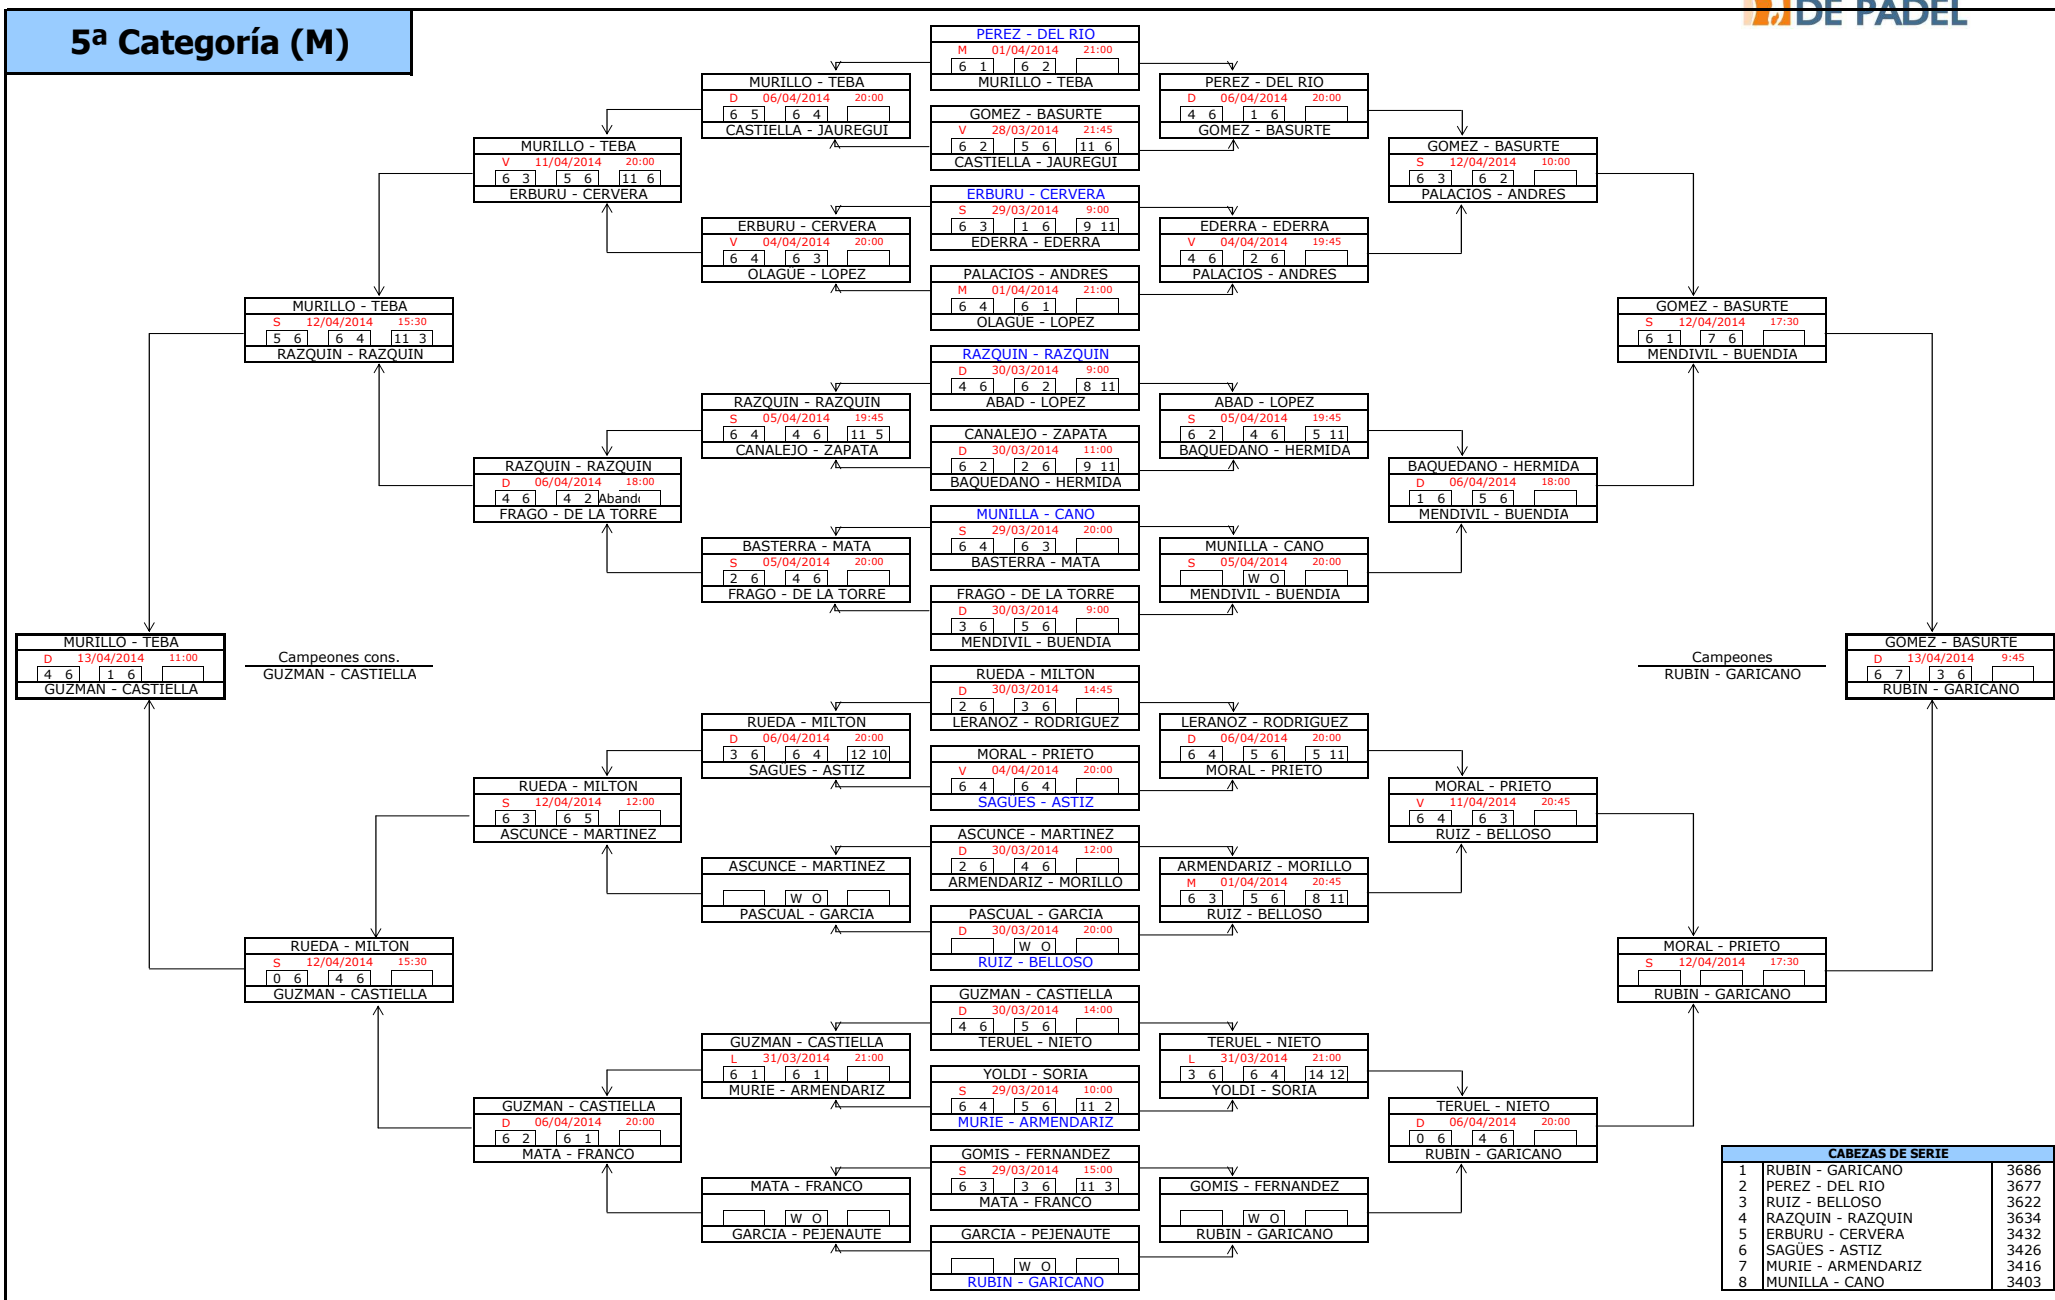 DE PADEL
5ª Categoría (M)
PEREZ - DEL RIO
M 01/04/2014 21:00
6 1 6 2
MURILLO - TEBA
GOMEZ - BASURTE
V 28/03/2014 21:45
6 2 5 6 11 6
CASTIELLA - JAUREGUI
ERBURU - CERVERA
S 29/03/2014 9:00
6 3 1 6 9 11
EDERRA - EDERRA
PALACIOS - ANDRES
M 01/04/2014 21:00
6 4 6 1
OLAGÜE - LOPEZ
RAZQUIN - RAZQUIN
D 30/03/2014 9:00
4 6 6 2 8 11
ABAD - LOPEZ
CANALEJO - ZAPATA
D 30/03/2014 11:00
6 2 2 6 9 11
BAQUEDANO - HERMIDA
MUNILLA - CANO
S 29/03/2014 20:00
6 4 6 3
BASTERRA - MATA
FRAGO - DE LA TORRE
D 30/03/2014 9:00
3 6 5 6
MENDIVIL - BUENDIA
RUEDA - MILTON
D 30/03/2014 14:45
2 6 3 6
LERANOZ - RODRIGUEZ
MORAL - PRIETO
V 04/04/2014 20:00
6 4 6 4
SAGÜES - ASTIZ
ASCUNCE - MARTINEZ
D 30/03/2014 12:00
2 6 4 6
ARMENDARIZ - MORILLO
PASCUAL - GARCIA
D 30/03/2014 20:00
W O
RUIZ - BELLOSO
GUZMAN - CASTIELLA
D 30/03/2014 14:00
4 6 5 6
TERUEL - NIETO
YOLDI - SORIA
S 29/03/2014 10:00
6 4 5 6 11 2
MURIE - ARMENDARIZ
GOMIS - FERNANDEZ
S 29/03/2014 15:00
6 3 3 6 11 3
MATA - FRANCO
GARCIA - PEJENAUTE
W O
RUBIN - GARICANO
MURILLO - TEBA
D 06/04/2014 20:00
6 5 6 4
CASTIELLA - JAUREGUI
ERBURU - CERVERA
V 04/04/2014 20:00
6 4 6 3
OLAGÜE - LOPEZ
RAZQUIN - RAZQUIN
S 05/04/2014 19:45
6 4 4 6 11 5
CANALEJO - ZAPATA
BASTERRA - MATA
S 05/04/2014 20:00
2 6 4 6
FRAGO - DE LA TORRE
RUEDA - MILTON
D 06/04/2014 20:00
3 6 6 4 12 10
SAGÜES - ASTIZ
ASCUNCE - MARTINEZ
W O
PASCUAL - GARCIA
GUZMAN - CASTIELLA
L 31/03/2014 21:00
6 1 6 1
MURIE - ARMENDARIZ
MATA - FRANCO
W O
GARCIA - PEJENAUTE
MURILLO - TEBA
V 11/04/2014 20:00
6 3 5 6 11 6
ERBURU - CERVERA
RAZQUIN - RAZQUIN
D 06/04/2014 18:00
4 6 4 2 Aband
FRAGO - DE LA TORRE
RUEDA - MILTON
S 12/04/2014 12:00
6 3 6 5
ASCUNCE - MARTINEZ
GUZMAN - CASTIELLA
D 06/04/2014 20:00
6 2 6 1
MATA - FRANCO
MURILLO - TEBA
S 12/04/2014 15:30
5 6 6 4 11 3
RAZQUIN - RAZQUIN
RUEDA - MILTON
S 12/04/2014 15:30
0 6 4 6
GUZMAN - CASTIELLA
MURILLO - TEBA
D 13/04/2014 11:00
4 6 1 6
GUZMAN - CASTIELLA
Campeones cons.
GUZMAN - CASTIELLA
PEREZ - DEL RIO
D 06/04/2014 20:00
4 6 1 6
GOMEZ - BASURTE
EDERRA - EDERRA
V 04/04/2014 19:45
4 6 2 6
PALACIOS - ANDRES
ABAD - LOPEZ
S 05/04/2014 19:45
6 2 4 6 5 11
BAQUEDANO - HERMIDA
MUNILLA - CANO
S 05/04/2014 20:00
W O
MENDIVIL - BUENDIA
LERANOZ - RODRIGUEZ
D 06/04/2014 20:00
6 4 5 6 5 11
MORAL - PRIETO
ARMENDARIZ - MORILLO
M 01/04/2014 20:45
6 3 5 6 8 11
RUIZ - BELLOSO
TERUEL - NIETO
L 31/03/2014 21:00
3 6 6 4 14 12
YOLDI - SORIA
GOMIS - FERNANDEZ
W O
RUBIN - GARICANO
GOMEZ - BASURTE
S 12/04/2014 10:00
6 3 6 2
PALACIOS - ANDRES
BAQUEDANO - HERMIDA
D 06/04/2014 18:00
1 6 5 6
MENDIVIL - BUENDIA
MORAL - PRIETO
V 11/04/2014 20:45
6 4 6 3
RUIZ - BELLOSO
TERUEL - NIETO
D 06/04/2014 20:00
0 6 4 6
RUBIN - GARICANO
GOMEZ - BASURTE
S 12/04/2014 17:30
6 1 7 6
MENDIVIL - BUENDIA
MORAL - PRIETO
S 12/04/2014 17:30
RUBIN - GARICANO
Campeones
RUBIN - GARICANO
GOMEZ - BASURTE
D 13/04/2014 9:45
6 7 3 6
RUBIN - GARICANO
CABEZAS DE SERIE
1 RUBIN - GARICANO 3686
2 PEREZ - DEL RIO 3677
3 RUIZ - BELLOSO 3622
4 RAZQUIN - RAZQUIN 3634
5 ERBURU - CERVERA 3432
6 SAGÜES - ASTIZ 3426
7 MURIE - ARMENDARIZ 3416
8 MUNILLA - CANO 3403